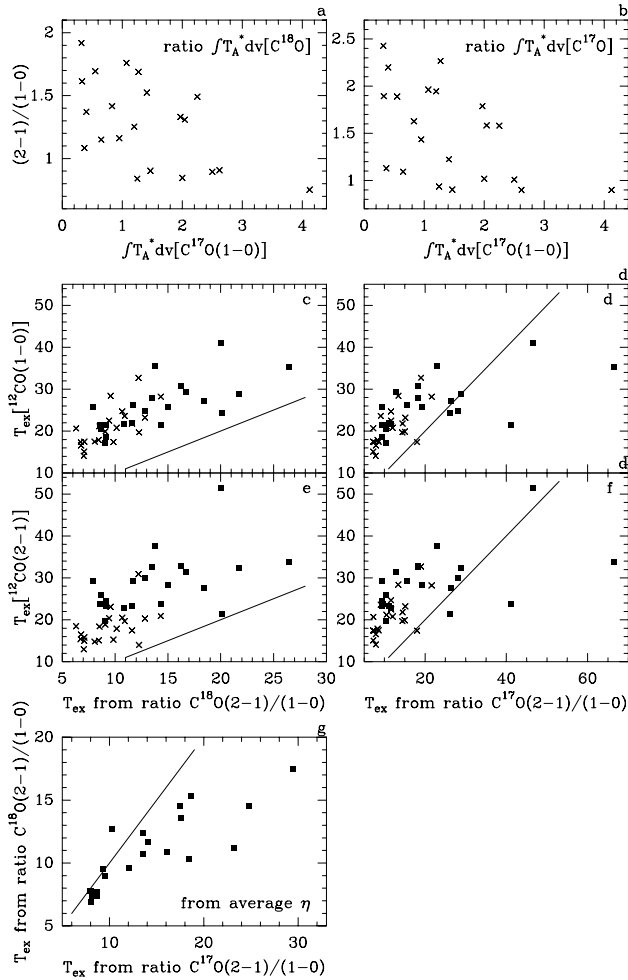 a
b
ratio ∫T_A^*dv[C^18O]
ratio ∫T_A^*dv[C^17O]
(2-1)/(1-0)
2
1.5
1
2.5
2
1.5
1
0 1 2 3 4
0 1 2 3 4
∫T_A^*dv[C^17O(1-0)]
∫T_A^*dv[C^17O(1-0)]
d
c
d
T_ex[^12CO(1-0)]
50
40
30
20
10
50
40
30
20
10
d
e
f
T_ex[^12CO(2-1)]
50
40
30
20
10
50
40
30
20
10
5 10 15 20 25 30
20 40 60
T_ex from ratio C^18O(2-1)/(1-0)
T_ex from ratio C^17O(2-1)/(1-0)
g
T_ex from ratio C^18O(2-1)/(1-0)
20
15
10
5
from average η
10 20 30
T_ex from ratio C^17O(2-1)/(1-0)